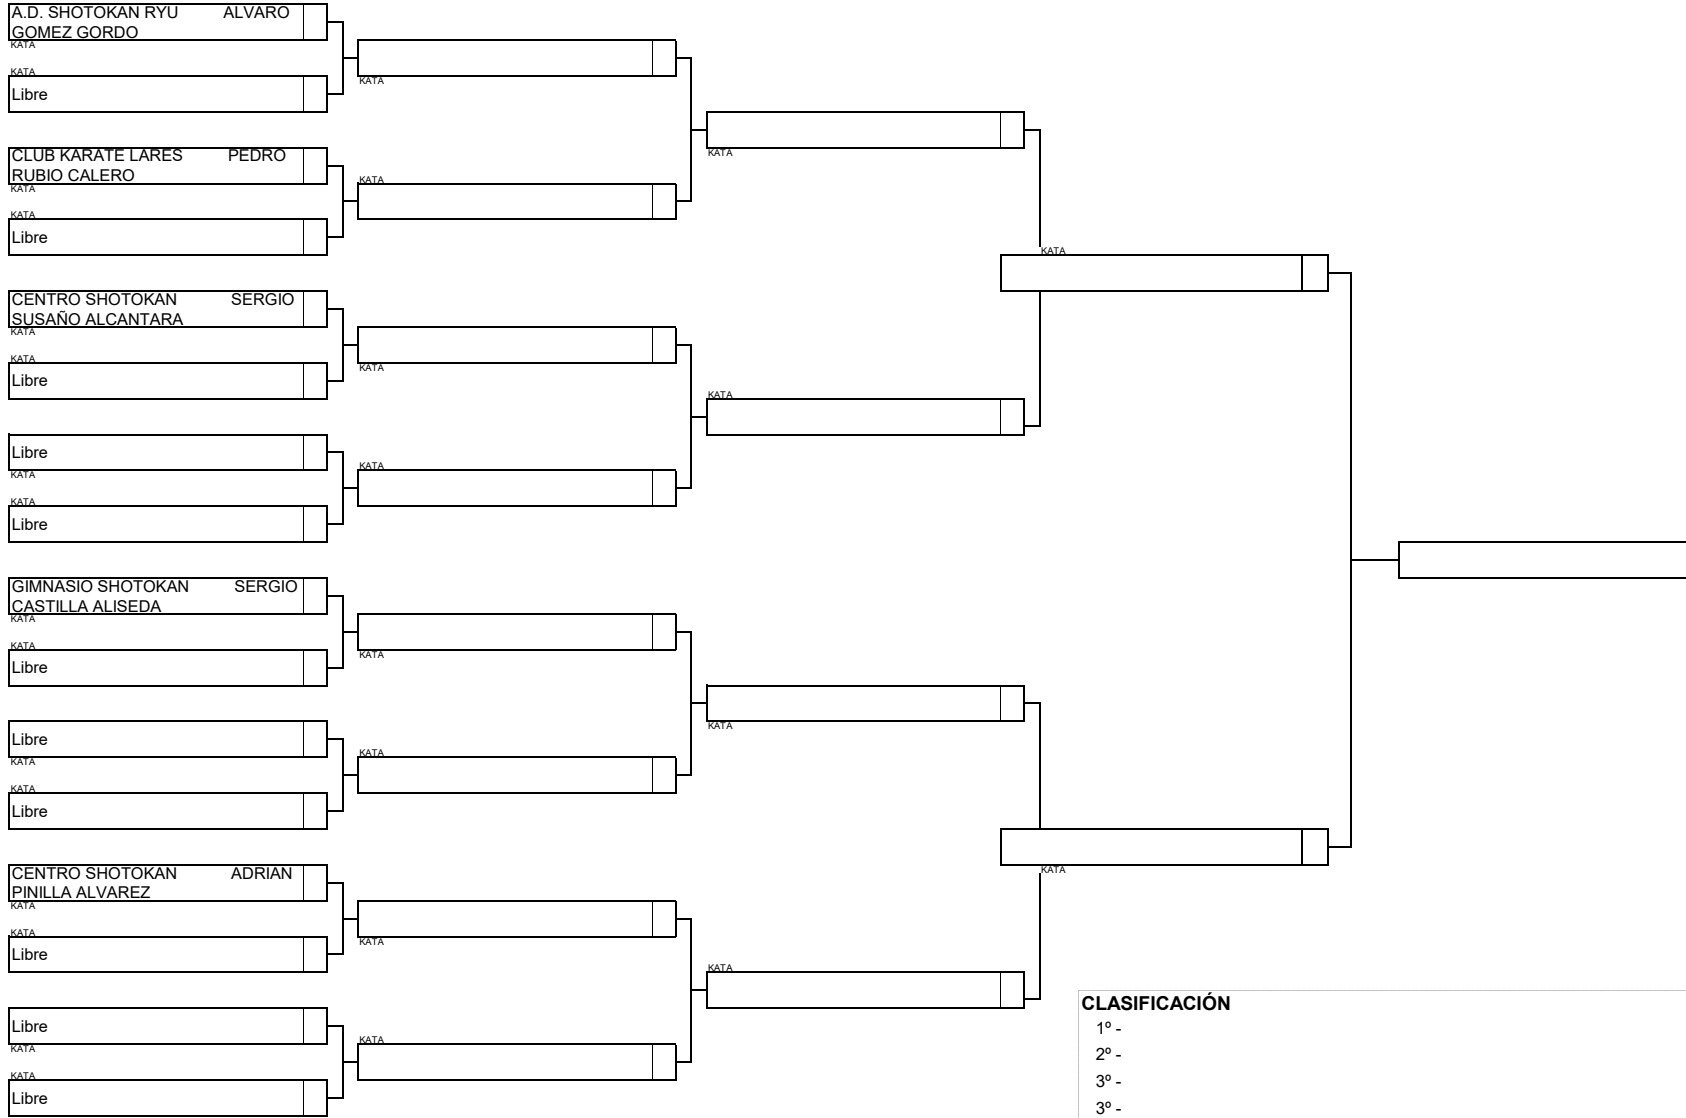 A.D. SHOTOKAN RYU ALVARO
GOMEZ GORDO
KATA
KATA
Libre
CLUB KARATE LARES PEDRO
RUBIO CALERO
KATA
KATA
Libre
CENTRO SHOTOKAN SERGIO
SUSAÑO ALCANTARA
KATA
KATA
Libre
Libre
KATA
KATA
Libre
GIMNASIO SHOTOKAN SERGIO
CASTILLA ALISEDA
KATA
KATA
Libre
Libre
KATA
KATA
Libre
CENTRO SHOTOKAN ADRIAN
PINILLA ALVAREZ
KATA
KATA
Libre
Libre
KATA
KATA
Libre
KATA
KATA
KATA
KATA
KATA
KATA
KATA
KATA
KATA
KATA
KATA
KATA
KATA
KATA
CLASIFICACIÓN
1º -
2º -
3º -
3º -